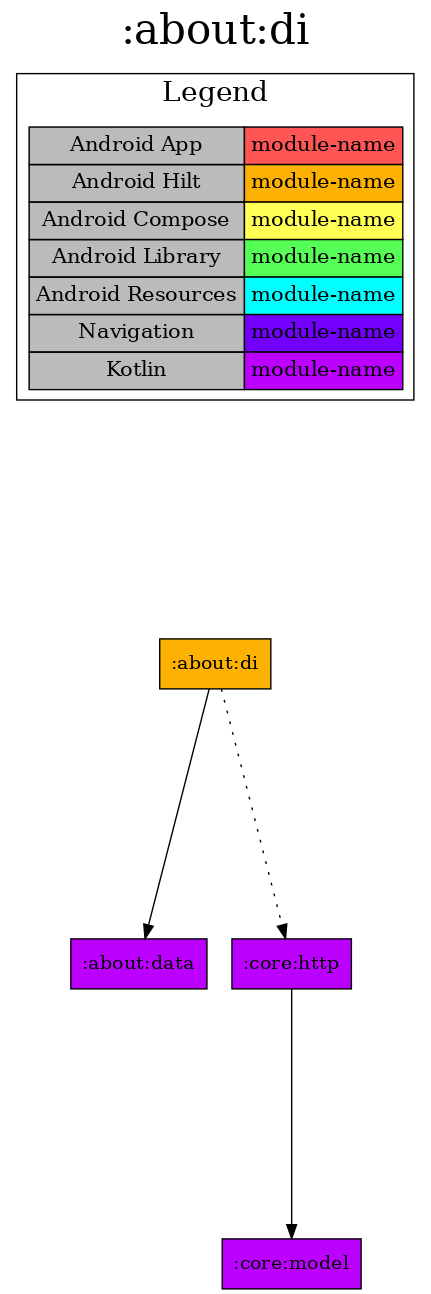 :about:di
Legend
Android App module-name
Android Hilt module-name
Android Compose module-name
Android Library module-name
Android Resources module-name
Navigation module-name
Kotlin module-name
:about:di
:about:data :core:http
:core:model